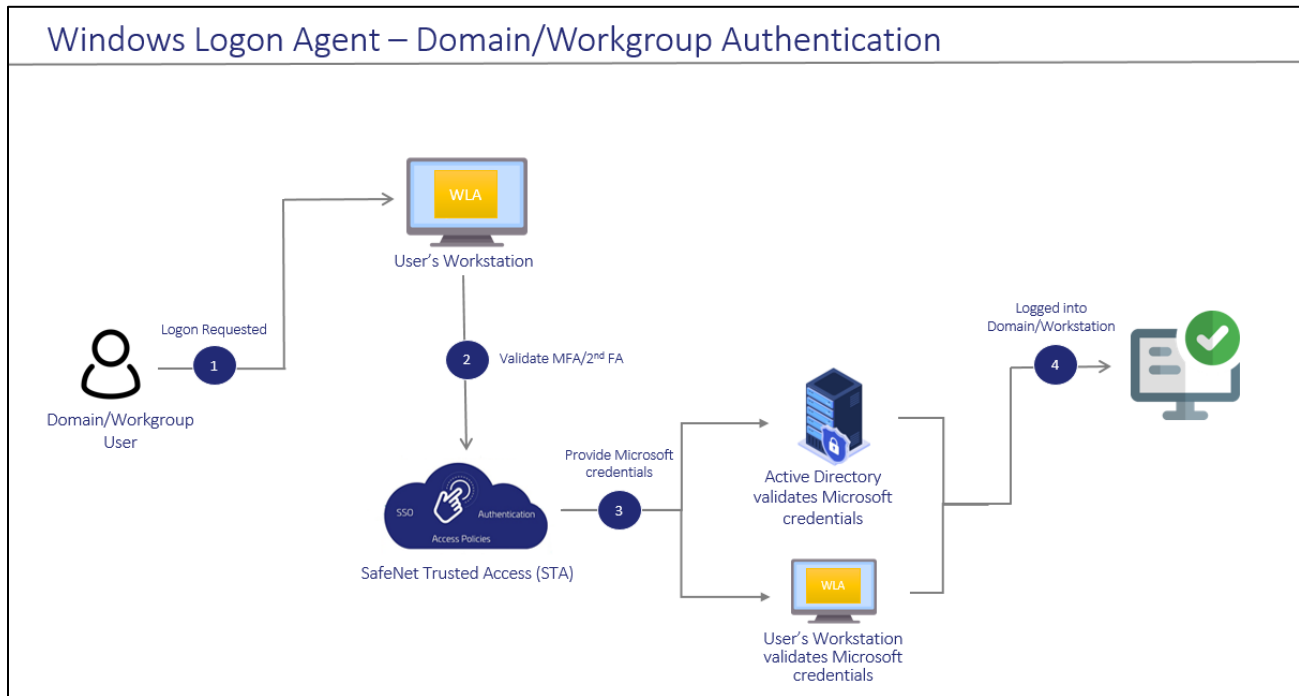 Windows Logon Agent – Domain/Workgroup Authentication
WLA
User's Workstation
Logon Requested
1
Domain/Workgroup
User
2
Validate MFA/2nd FA
SSO
Authentication
Access Policies
SafeNet Trusted Access (STA)
Provide Microsoft
credentials
3
Active Directory
validates Microsoft
credentials
WLA
User's Workstation
validates Microsoft
credentials
Logged into
Domain/Workstation
4